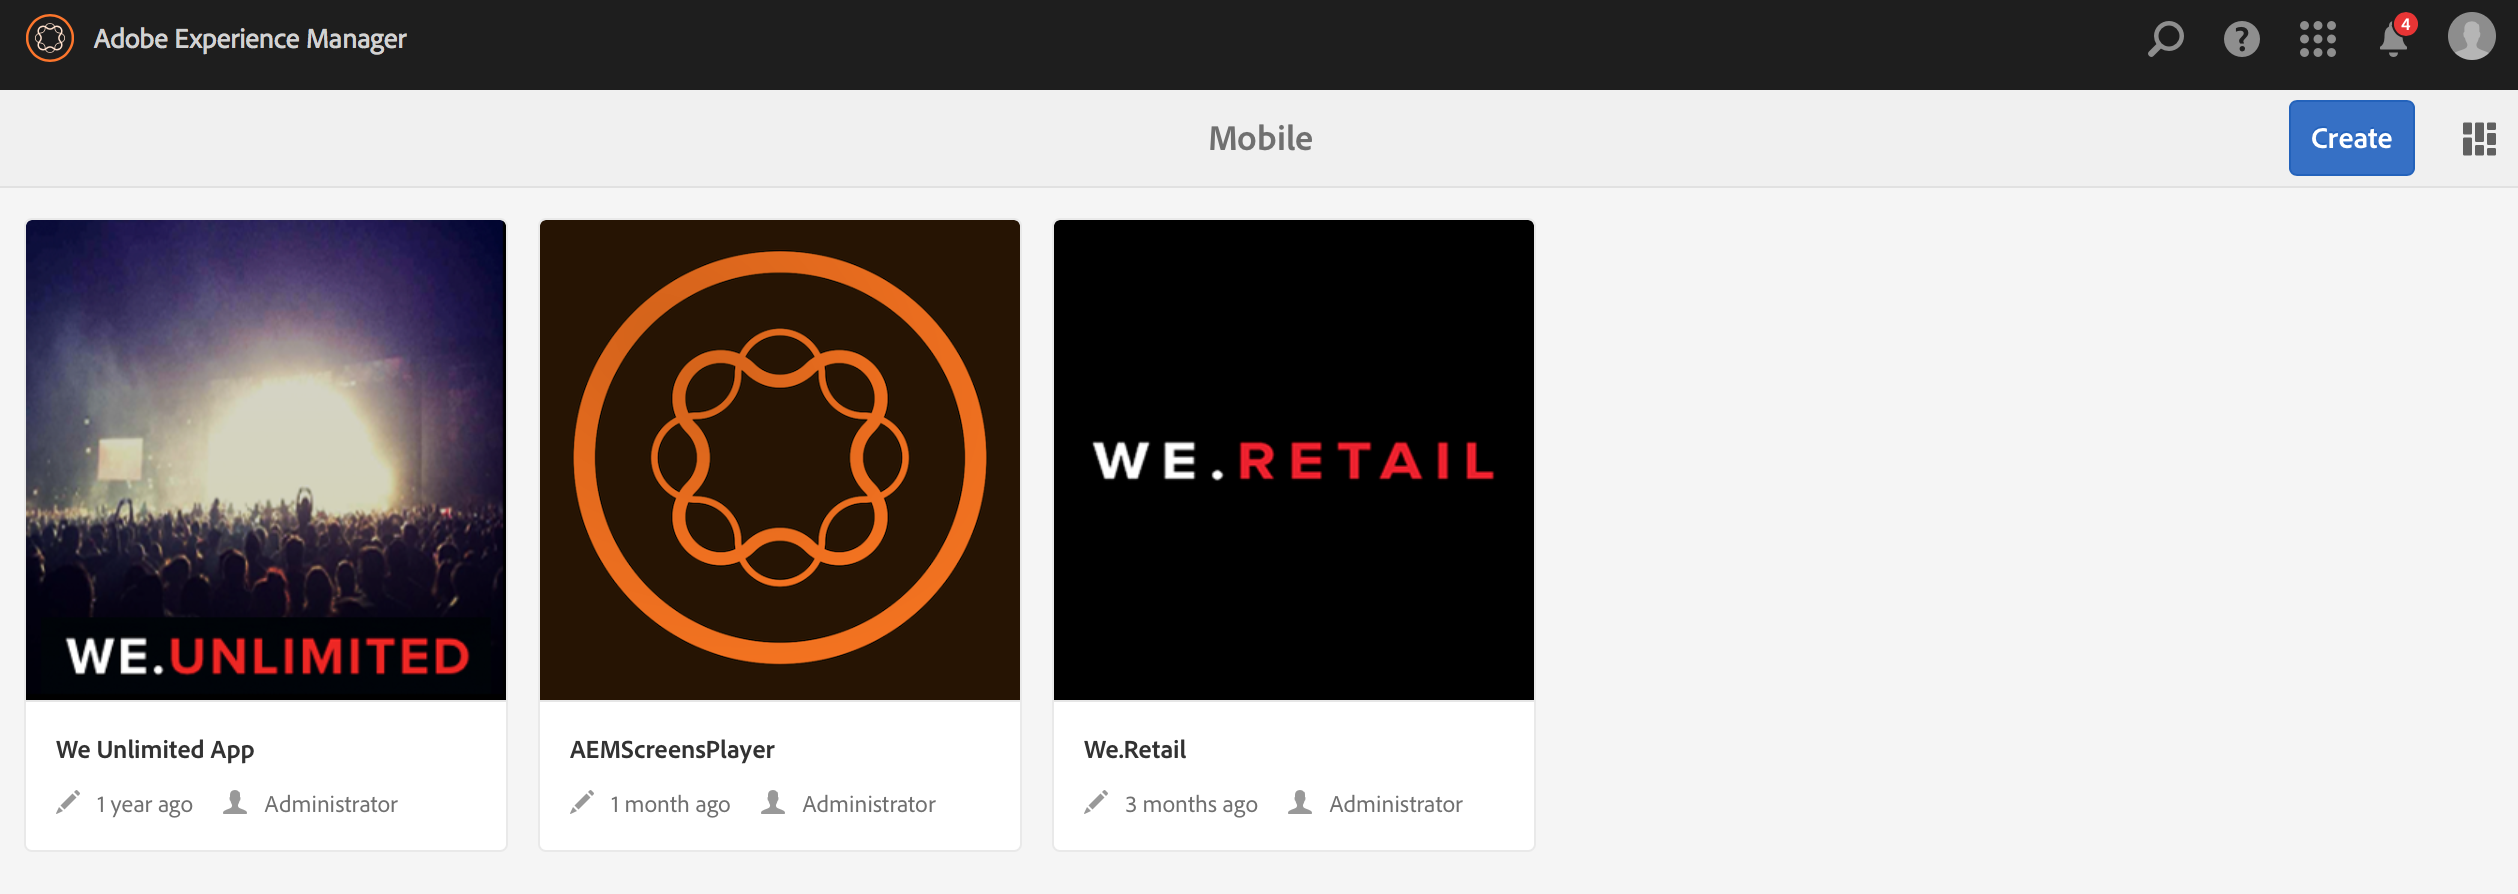 Adobe Experience Manager
?
4
Mobile
Create
WE.UNLIMITED
WE.RETAIL
We Unlimited App
1 year ago Administrator
AEMScreensPlayer
1 month ago Administrator
We.Retail
3 months ago Administrator